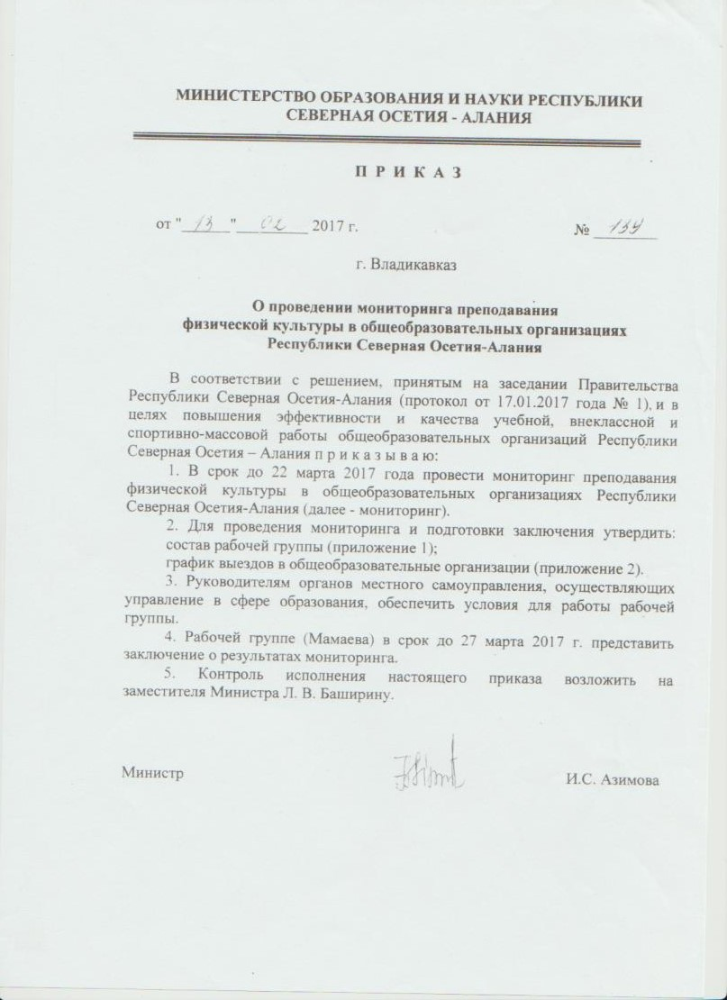 МИНИСТЕРСТВО ОБРАЗОВАНИЯ И НАУКИ РЕСПУБЛИКИ
СЕВЕРНАЯ ОСЕТИЯ - АЛАНИЯ
П Р И К А З
от "13" 02 2017 г.
№
г. Владикавказ
О проведении мониторинга преподавания
физической культуры в общеобразовательных организациях
Республики Северная Осетия-Алания
В соответствии с решением, принятым на заседании Правительства
Республики Северная Осетия-Алания (протокол от 17.01.2017 года № 1), и в
целях повышения эффективности и качества учебной, внеклассной и
спортивно-массовой работы общеобразовательных организаций Республики
Северная Осетия – Алания п р и к а з ы в а ю:
1. В срок до 22 марта 2017 года провести мониторинг преподавания
физической культуры в общеобразовательных организациях Республики
Северная Осетия-Алания (далее - мониторинг).
2. Для проведения мониторинга и подготовки заключения утвердить:
состав рабочей группы (приложение 1);
график выездов в общеобразовательные организации (приложение 2).
3. Руководителям органов местного самоуправления, осуществляющих
управление в сфере образования, обеспечить условия для работы рабочей
группы.
4. Рабочей группе (Мамаева) в срок до 27 марта 2017 г. представить
заключение о результатах мониторинга.
5. Контроль исполнения настоящего приказа возложить на
заместителя Министра Л. В. Баширину.
Министр
И.С. Азимова